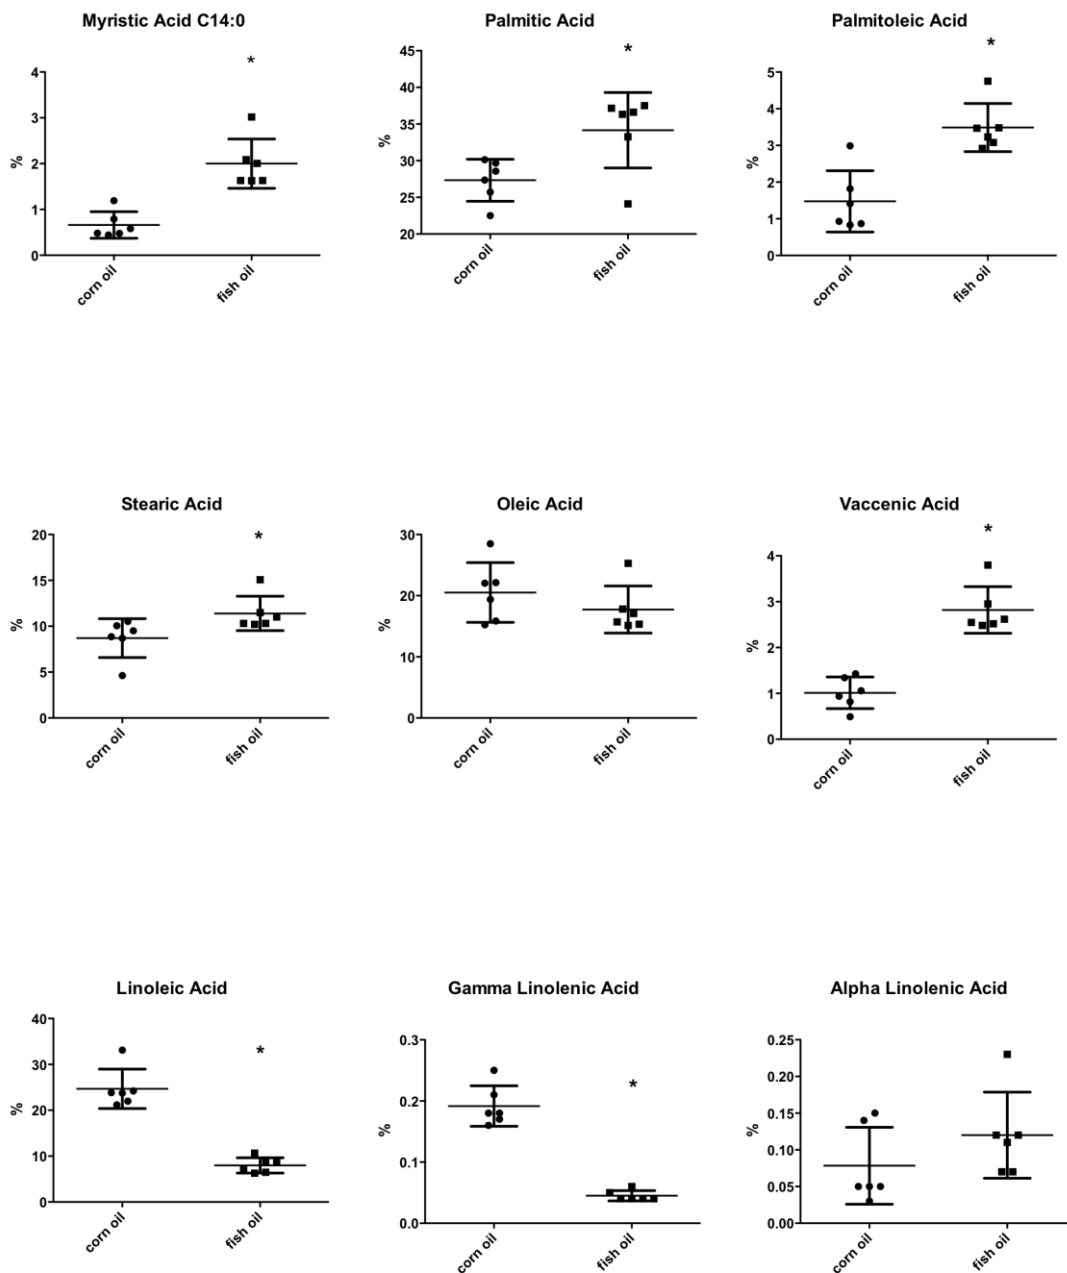 Myristic Acid C14:0
*
4
3
2
1
0
%
corn oil
fish oil
Palmitic Acid
*
45
40
35
30
25
20
%
corn oil
fish oil
Palmitoleic Acid
*
5
4
3
2
1
0
%
corn oil
fish oil
Stearic Acid
*
20
15
10
5
0
%
corn oil
fish oil
Oleic Acid
30
20
10
0
%
corn oil
fish oil
Vaccenic Acid
*
4
3
2
1
0
%
corn oil
fish oil
Linoleic Acid
*
40
30
20
10
0
%
corn oil
fish oil
Gamma Linolenic Acid
*
0.3
0.2
0.1
0.0
%
corn oil
fish oil
Alpha Linolenic Acid
0.25
0.20
0.15
0.10
0.05
0.00
%
corn oil
fish oil